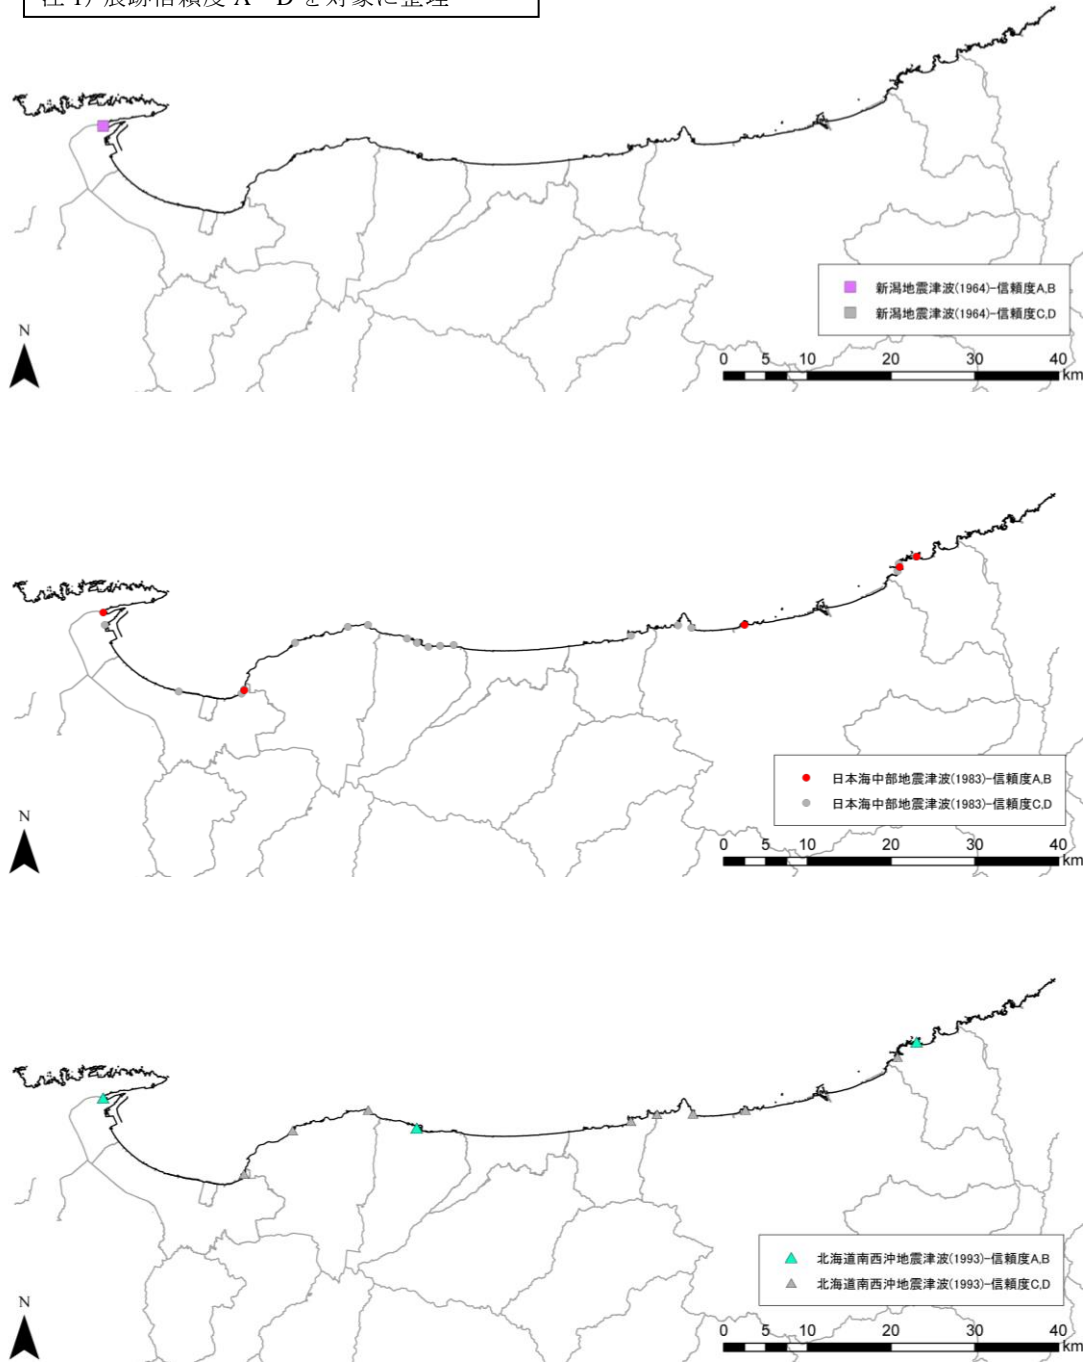 注 1) 痕跡信頼度 A~D を対象に整理
新潟地震津波(1964)-信頼度A,B
新潟地震津波(1964)-信頼度C,D
N
0 5 10 20 30 40
km
日本海中部地震津波(1983)-信頼度A,B
日本海中部地震津波(1983)-信頼度C,D
N
0 5 10 20 30 40
km
北海道南西沖地震津波(1993)-信頼度A,B
北海道南西沖地震津波(1993)-信頼度C,D
N
0 5 10 20 30 40
km